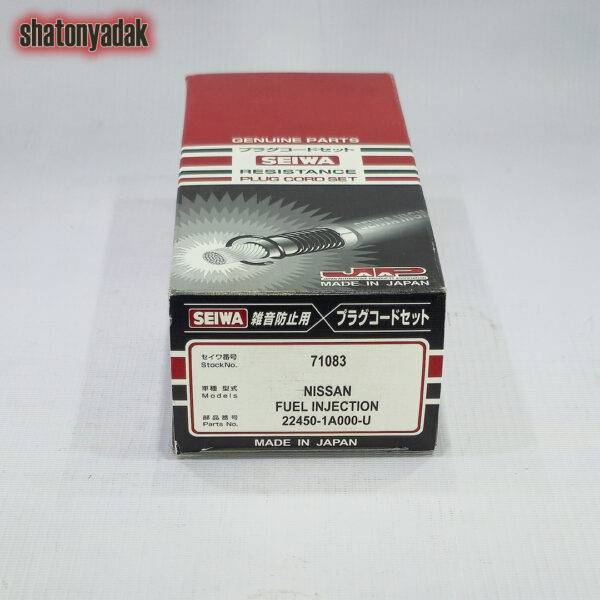 shatonyadak
GENUINE PARTS
プラグコードセット
SEIWA
RESISTANCE
PLUG CORD SET
JAAP
MADE IN JAPAN
SEIWA 雑音防止用 プラグコードセット
セイワ番号 71083
StockNo.
車種 型式 NISSAN
Models FUEL INJECTION
部品番号 22450-1A000-U
Parts No.
MADE IN JAPAN